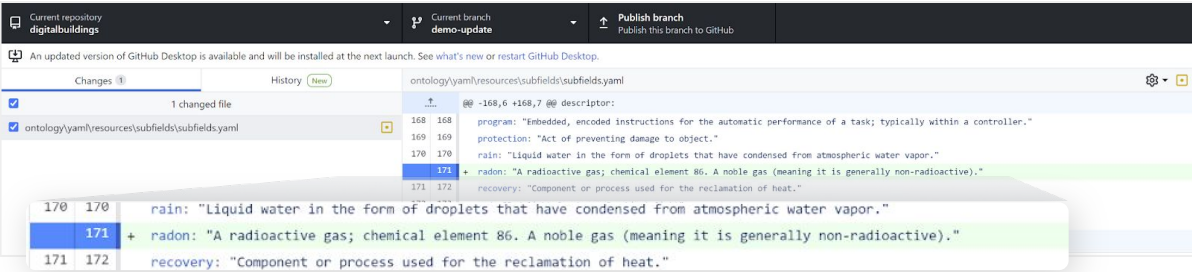 Current repository
digitalbuildings
Current branch
demo-update
Publish branch
Publish this branch to GitHub
An updated version of GitHub Desktop is available and will be installed at the next launch. See what's new or restart GitHub Desktop.
Changes 1
History New
ontology\yaml\resources\subfields\subfields.yaml
1 changed file
@@ -168,6 +168,7 @@ descriptor:
ontology\yaml\resources\subfields\subfields.yaml
168 168 program: "Embedded, encoded instructions for the automatic performance of a task; typically within a controller."
169 169 protection: "Act of preventing damage to object."
170 170 rain: "Liquid water in the form of droplets that have condensed from atmospheric water vapor."
171 + radon: "A radioactive gas; chemical element 86. A noble gas (meaning it is generally non-radioactive)."
171 172 recovery: "Component or process used for the reclamation of heat."
170 170 rain: "Liquid water in the form of droplets that have condensed from atmospheric water vapor."
171 + radon: "A radioactive gas; chemical element 86. A noble gas (meaning it is generally non-radioactive)."
171 172 recovery: "Component or process used for the reclamation of heat."